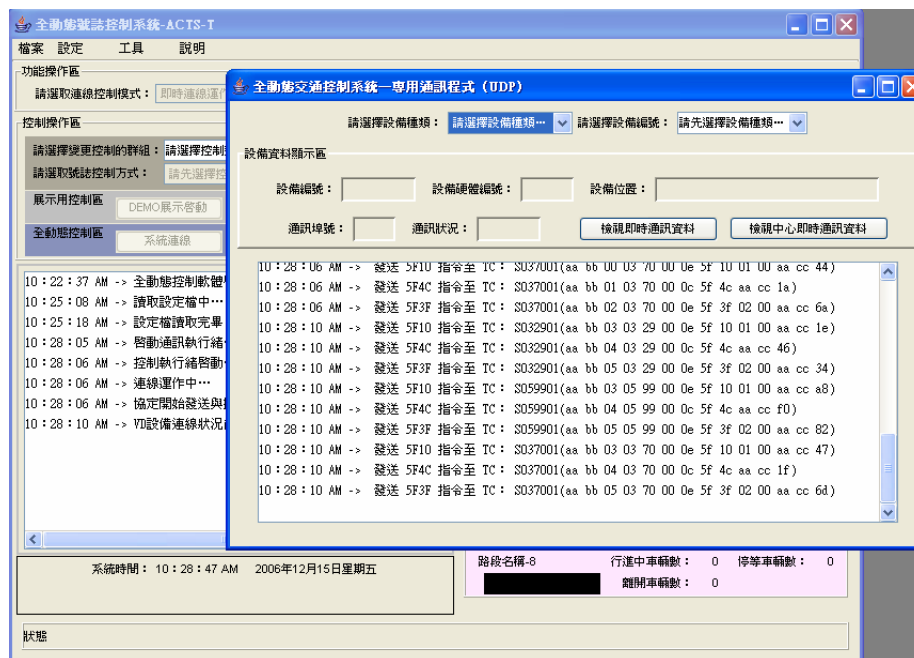 全動態號誌控制系統-ACTS-T
檔案 設定 工具 說明
功能操作區
請選取連線控制模式： 即時連線運作
控制操作區
請選擇變更控制的群組： 請選擇控制
請選取號誌控制方式： 請先選擇控
展示用控制區 DEMO展示啓動
全動態控制區 系統連線
10：22：37 AM -> 全動態控制軟體
10：25：08 AM -> 讀取設定檔中…
10：25：18 AM -> 設定檔讀取完畢
10：28：05 AM -> 啓動通訊執行緒
10：28：06 AM -> 控制執行緒啓動
10：28：06 AM -> 連線運作中…
10：28：06 AM -> 協定開始發送與
10：28：10 AM -> VD設備連線狀況
全動態交通控制系統—專用通訊程式（UDP）
請選擇設備種類： 請選擇設備種類… 請選擇設備編號： 請先選擇設備種類…
設備資料顯示區
設備編號： 設備硬體編號： 設備位置：
通訊埠號： 通訊狀況： 檢視即時通訊資料 檢視中心即時通訊資料
10：28：06 AM -> 發送 5F10 指令至 TC： S037001(aa bb 00 03 70 00 0e 5f 10 01 00 aa cc 44)
10：28：06 AM -> 發送 5F4C 指令至 TC： S037001(aa bb 01 03 70 00 0c 5f 4c aa cc 1a)
10：28：06 AM -> 發送 5F3F 指令至 TC： S037001(aa bb 02 03 70 00 0e 5f 3f 02 00 aa cc 6a)
10：28：10 AM -> 發送 5F10 指令至 TC： S032901(aa bb 03 03 29 00 0e 5f 10 01 00 aa cc 1e)
10：28：10 AM -> 發送 5F4C 指令至 TC： S032901(aa bb 04 03 29 00 0c 5f 4c aa cc 46)
10：28：10 AM -> 發送 5F3F 指令至 TC： S032901(aa bb 05 03 29 00 0e 5f 3f 02 00 aa cc 34)
10：28：10 AM -> 發送 5F10 指令至 TC： S059901(aa bb 03 05 99 00 0e 5f 10 01 00 aa cc a8)
10：28：10 AM -> 發送 5F4C 指令至 TC： S059901(aa bb 04 05 99 00 0c 5f 4c aa cc f0)
10：28：10 AM -> 發送 5F3F 指令至 TC： S059901(aa bb 05 05 99 00 0e 5f 3f 02 00 aa cc 82)
10：28：10 AM -> 發送 5F10 指令至 TC： S037001(aa bb 03 03 70 00 0e 5f 10 01 00 aa cc 47)
10：28：10 AM -> 發送 5F4C 指令至 TC： S037001(aa bb 04 03 70 00 0c 5f 4c aa cc 1f)
10：28：10 AM -> 發送 5F3F 指令至 TC： S037001(aa bb 05 03 70 00 0e 5f 3f 02 00 aa cc 6d)
系統時間： 10：28：47 AM 2006年12月15日星期五
路段名稱-8 行進中車輛數： 0 停等車輛數： 0
離開車輛數： 0
狀態